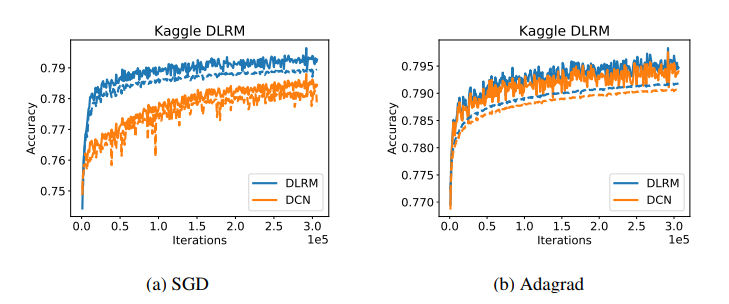 Kaggle DLRM
Accuracy
0.79
0.78
0.77
0.76
0.75
0.0 0.5 1.0 1.5 2.0 2.5 3.0
Iterations
1e5
DLRM
DCN
(a) SGD
Kaggle DLRM
Accuracy
0.795
0.790
0.785
0.780
0.775
0.770
0.0 0.5 1.0 1.5 2.0 2.5 3.0
Iterations
1e5
DLRM
DCN
(b) Adagrad